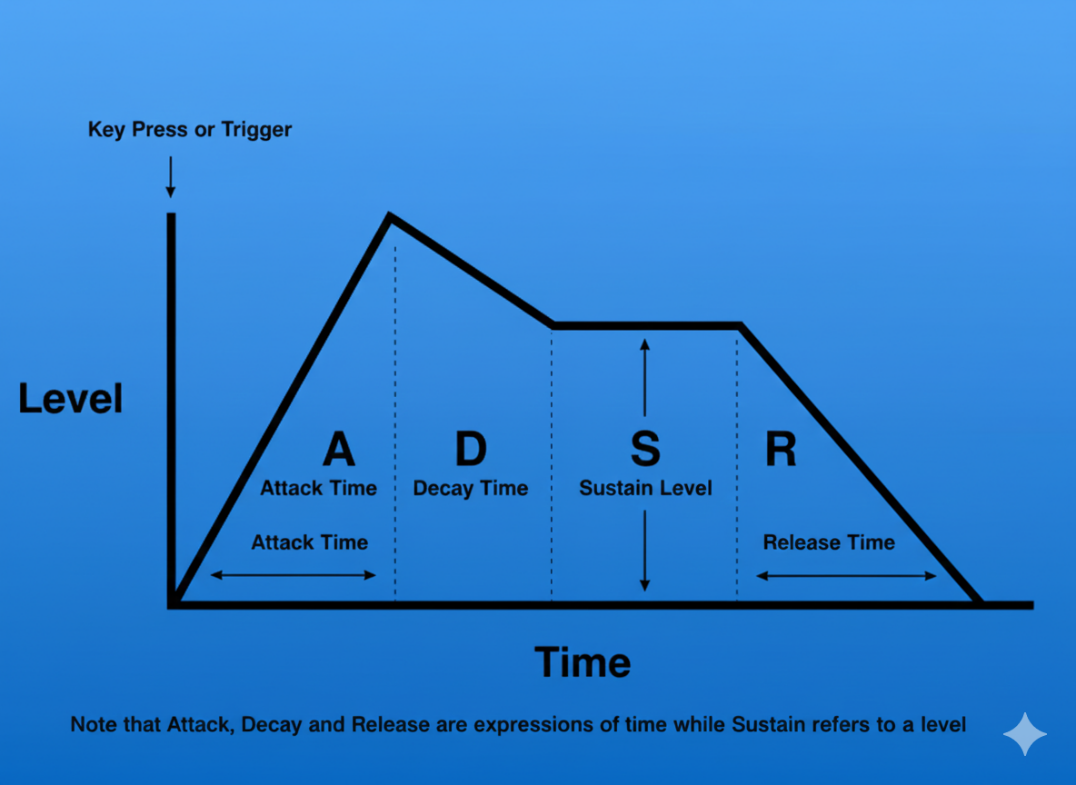 Key Press or Trigger
Level
A
Attack Time
D
Decay Time
S
Sustain Level
R
Attack Time
Release Time
Time
Note that Attack, Decay and Release are expressions of time while Sustain refers to a level